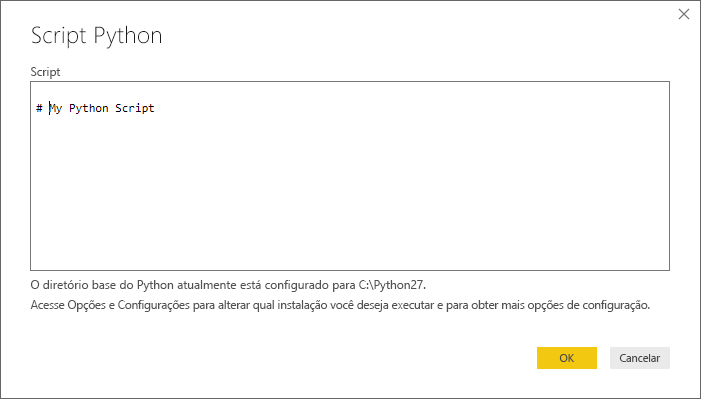 Script Python
Script
# My Python Script
O diretório base do Python atualmente está configurado para C:\Python27.
Acesse Opções e Configurações para alterar qual instalação você deseja executar e para obter mais opções de configuração.
OK
Cancelar